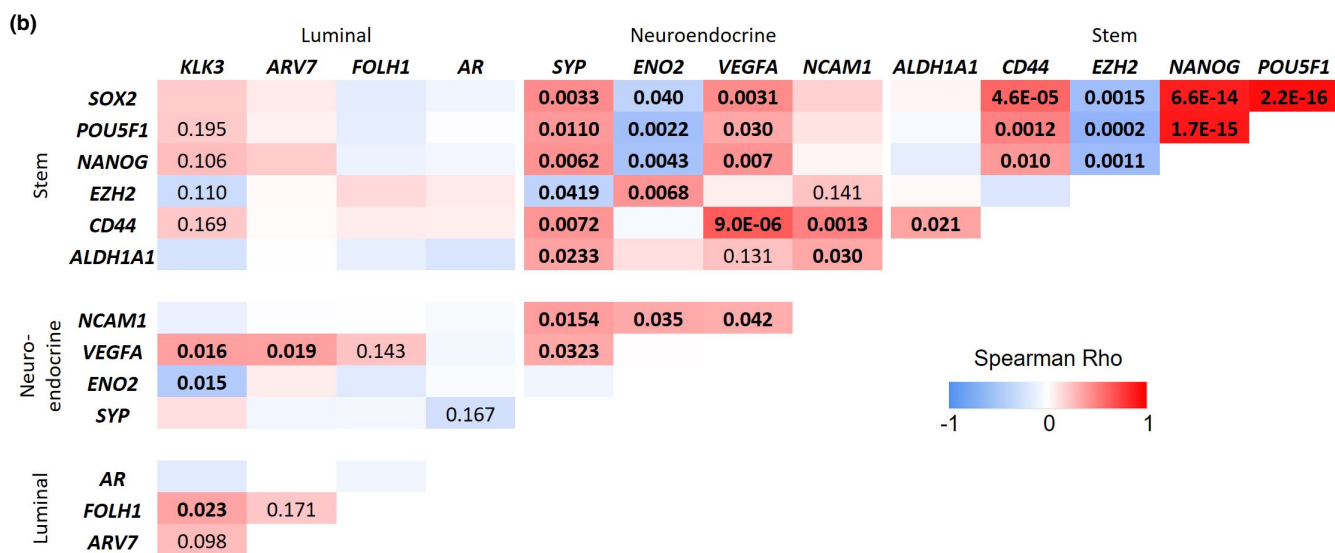 (b)
Luminal Neuroendocrine Stem
KLK3 ARV7 FOLH1 AR SYP ENO2 VEGFA NCAM1 ALDH1A1 CD44 EZH2 NANOG POU5F1
Stem
SOX2 0.0033 0.040 0.0031 4.6E-05 0.0015 6.6E-14 2.2E-16
POU5F1 0.195 0.0110 0.0022 0.030 0.0012 0.0002 1.7E-15
NANOG 0.106 0.0062 0.0043 0.007 0.010 0.0011
EZH2 0.110 0.0419 0.0068 0.141
CD44 0.169 0.0072 9.0E-06 0.0013 0.021
ALDH1A1 0.0233 0.131 0.030
Neuro-
endocrine
NCAM1 0.0154 0.035 0.042
VEGFA 0.016 0.019 0.143 0.0323
ENO2 0.015
SYP 0.167
Luminal
AR
FOLH1 0.023 0.171
ARV7 0.098
Spearman Rho
-1 0 1